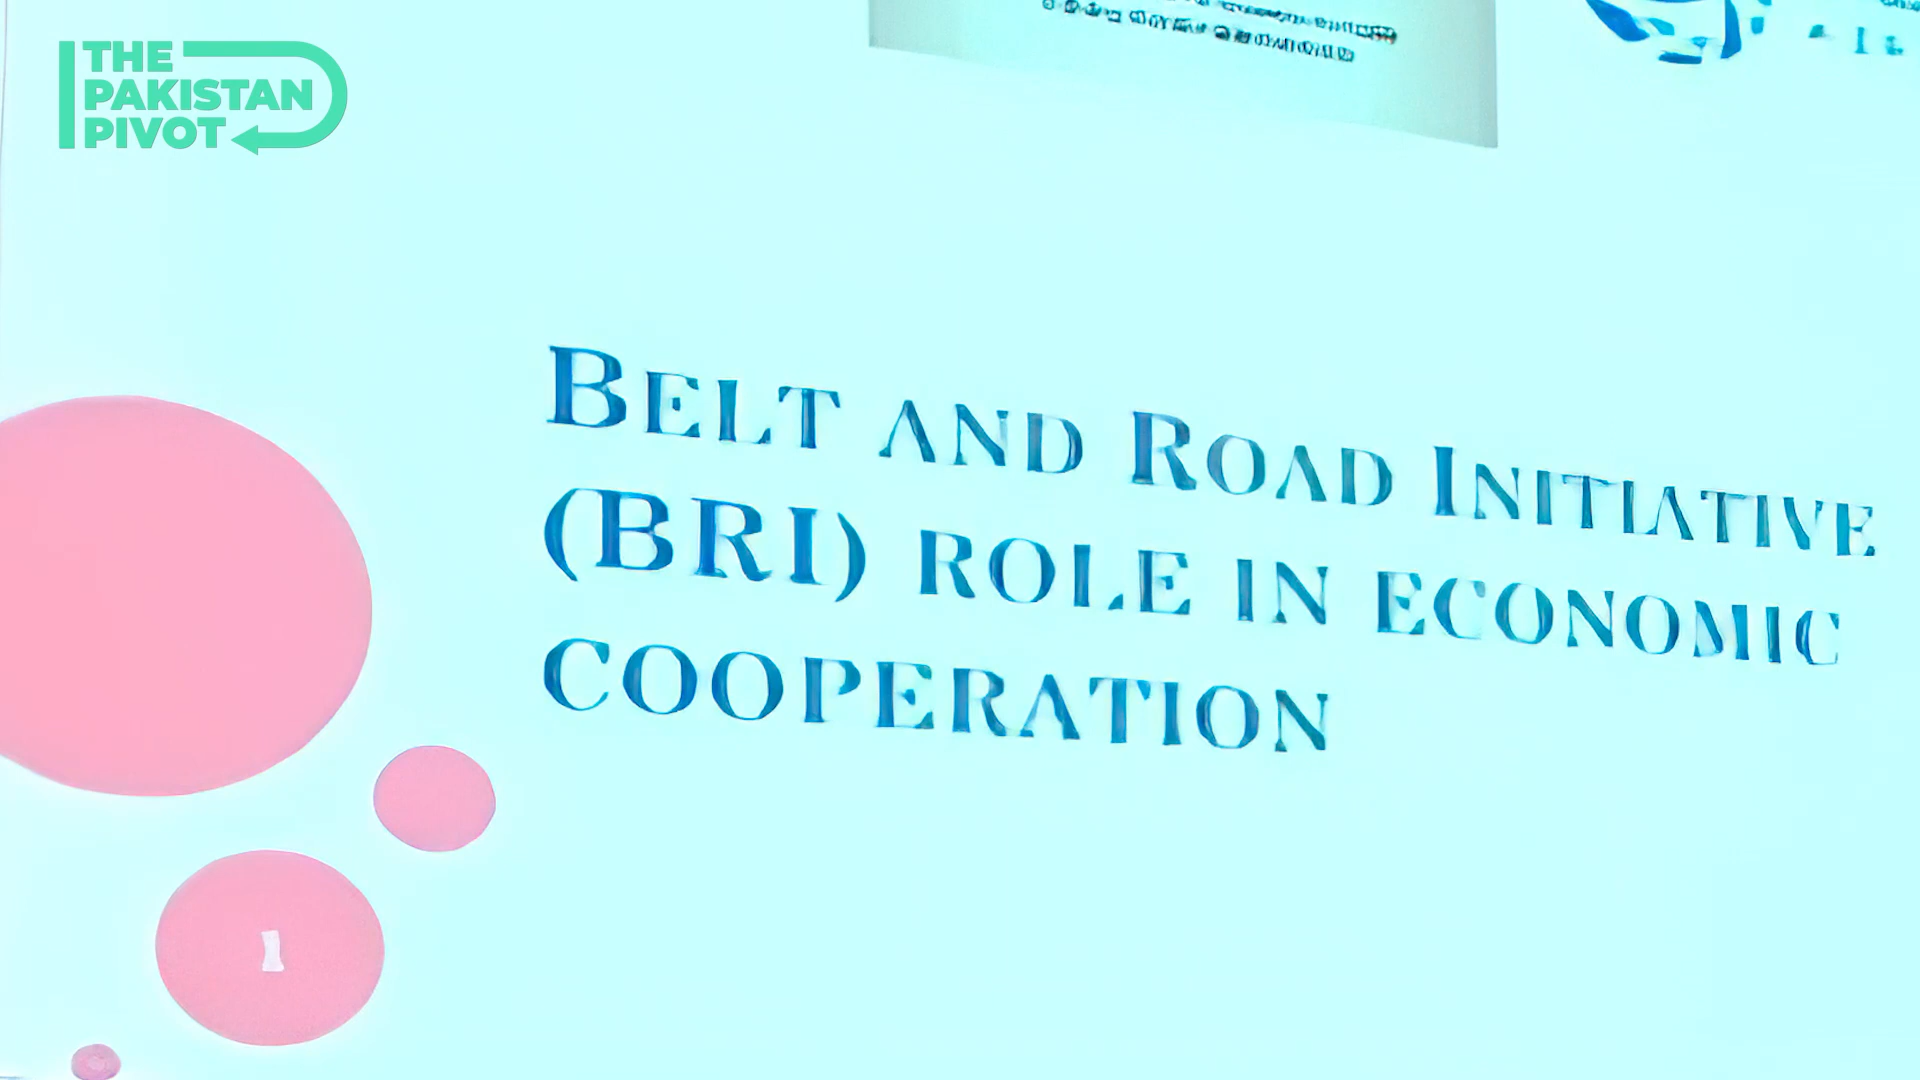 THE
PAKISTAN
PIVOT
BELT AND ROAD INITIATIVE
(BRI) ROLE IN ECONOMIC
COOPERATION
1